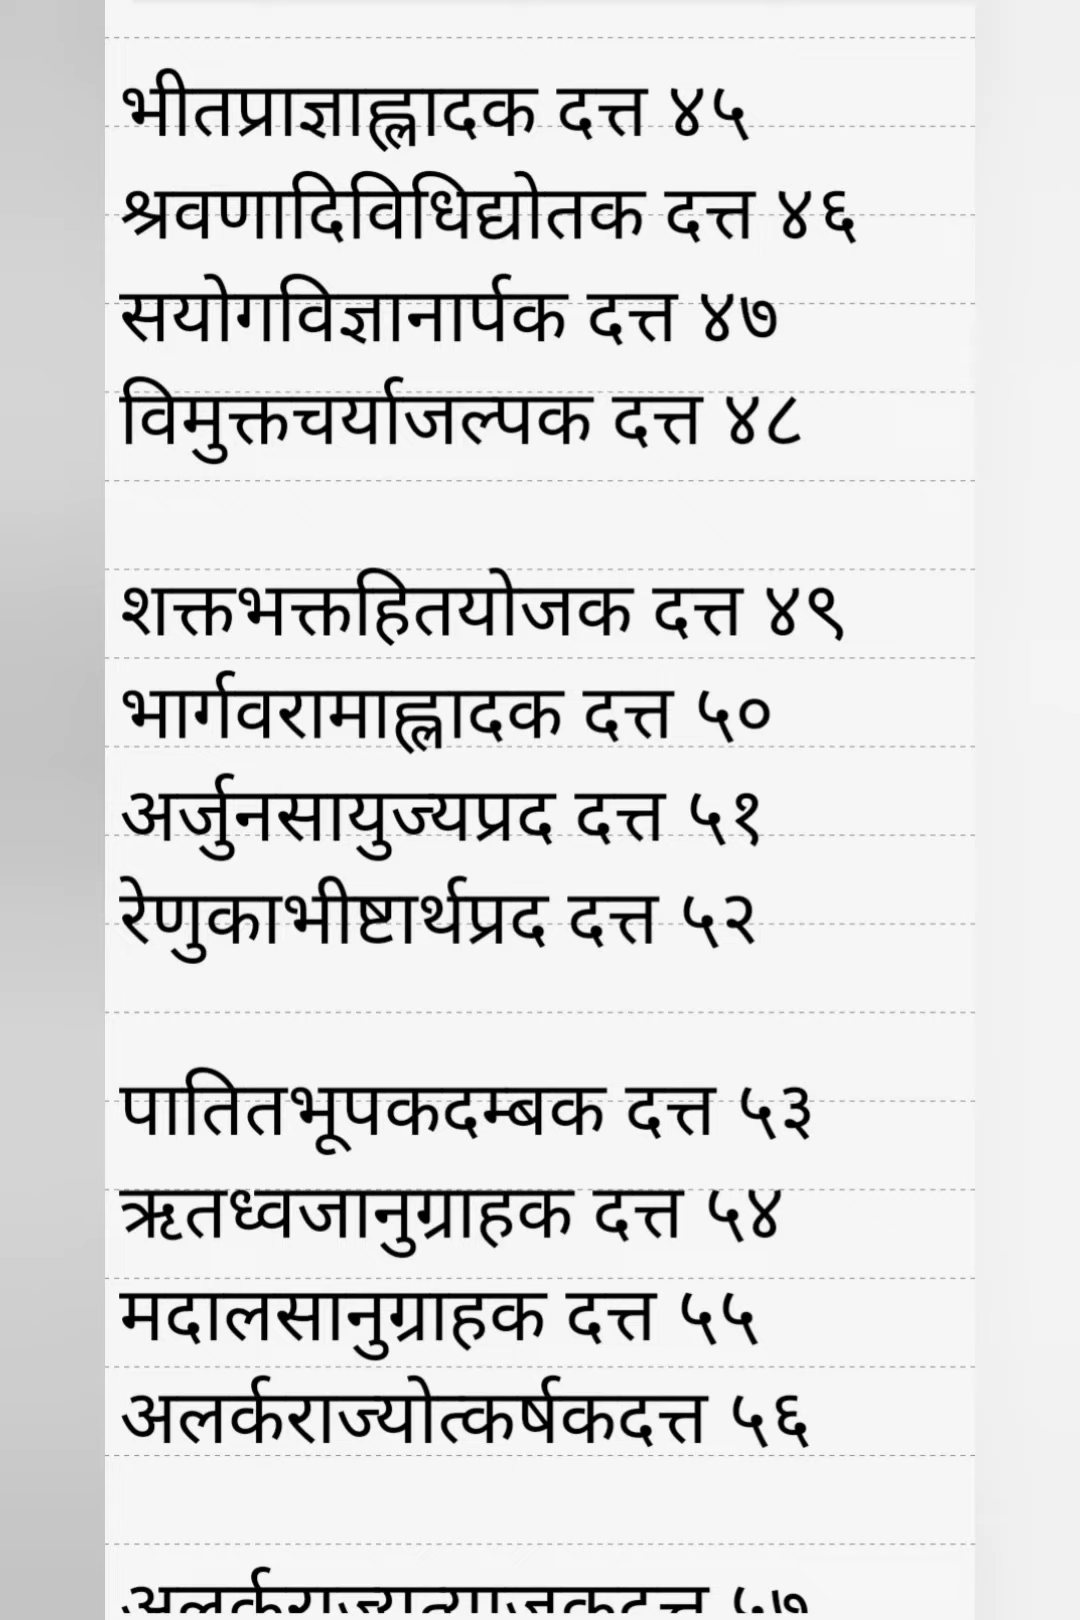 भीतप्राज्ञाह्लादक दत्त ४५
श्रवणादिविधिद्योतक दत्त ४६
सयोगविज्ञानार्पक दत्त ४७
विमुक्तचर्याजल्पक दत्त ४८
शक्तभक्तहितयोजक दत्त ४९
भार्गवरामाह्लादक दत्त ५०
अर्जुनसायुज्यप्रद दत्त ५१
रेणुकाभीष्टार्थप्रद दत्त ५२
पातितभूपकदम्बक दत्त ५३
ऋतध्वजानुग्राहक दत्त ५४
मदालसानुग्राहक दत्त ५५
अलर्कराज्योत्कर्षकदत्त ५६